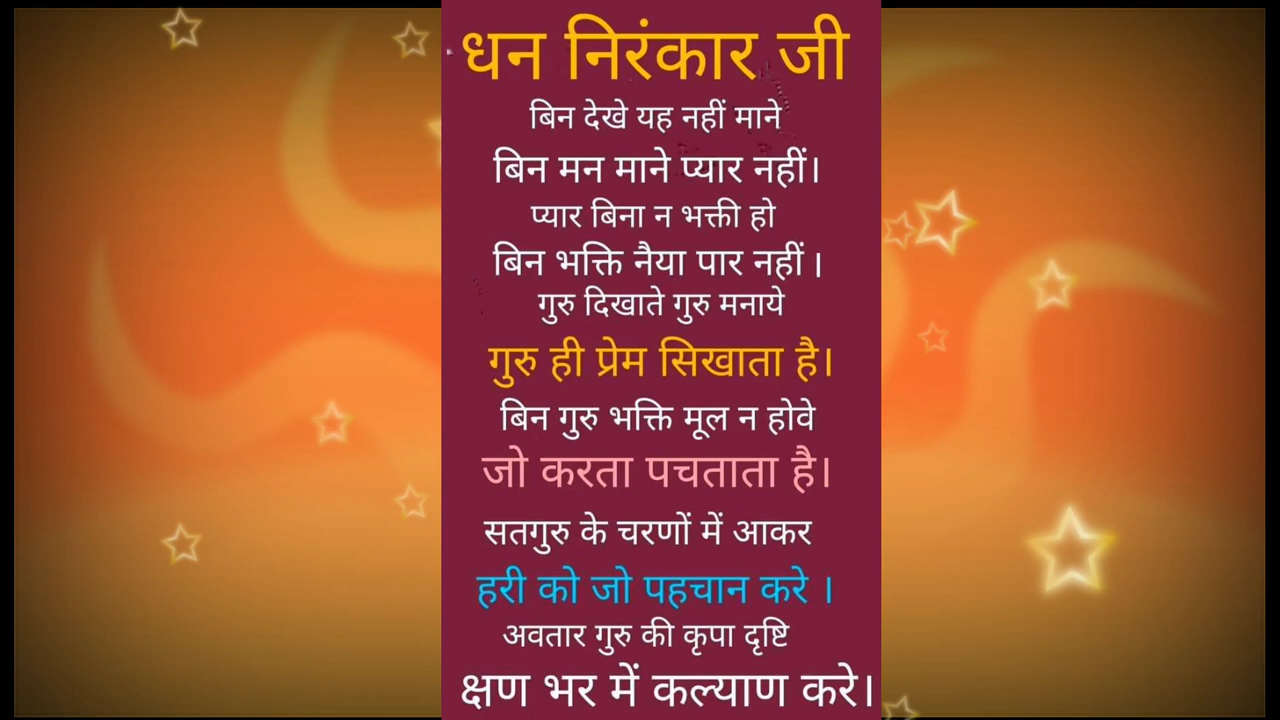 धन निरंकार जी
बिन देखे यह नहीं माने
बिन मन माने प्यार नहीं।
प्यार बिना न भक्ती हो
बिन भक्ति नैया पार नहीं ।
गुरु दिखाते गुरु मनाये
गुरु ही प्रेम सिखाता है।
बिन गुरु भक्ति मूल न होवे
जो करता पचताता है।
सतगुरु के चरणों में आकर
हरी को जो पहचान करे ।
अवतार गुरु की कृपा दृष्टि
क्षण भर में कल्याण करे।